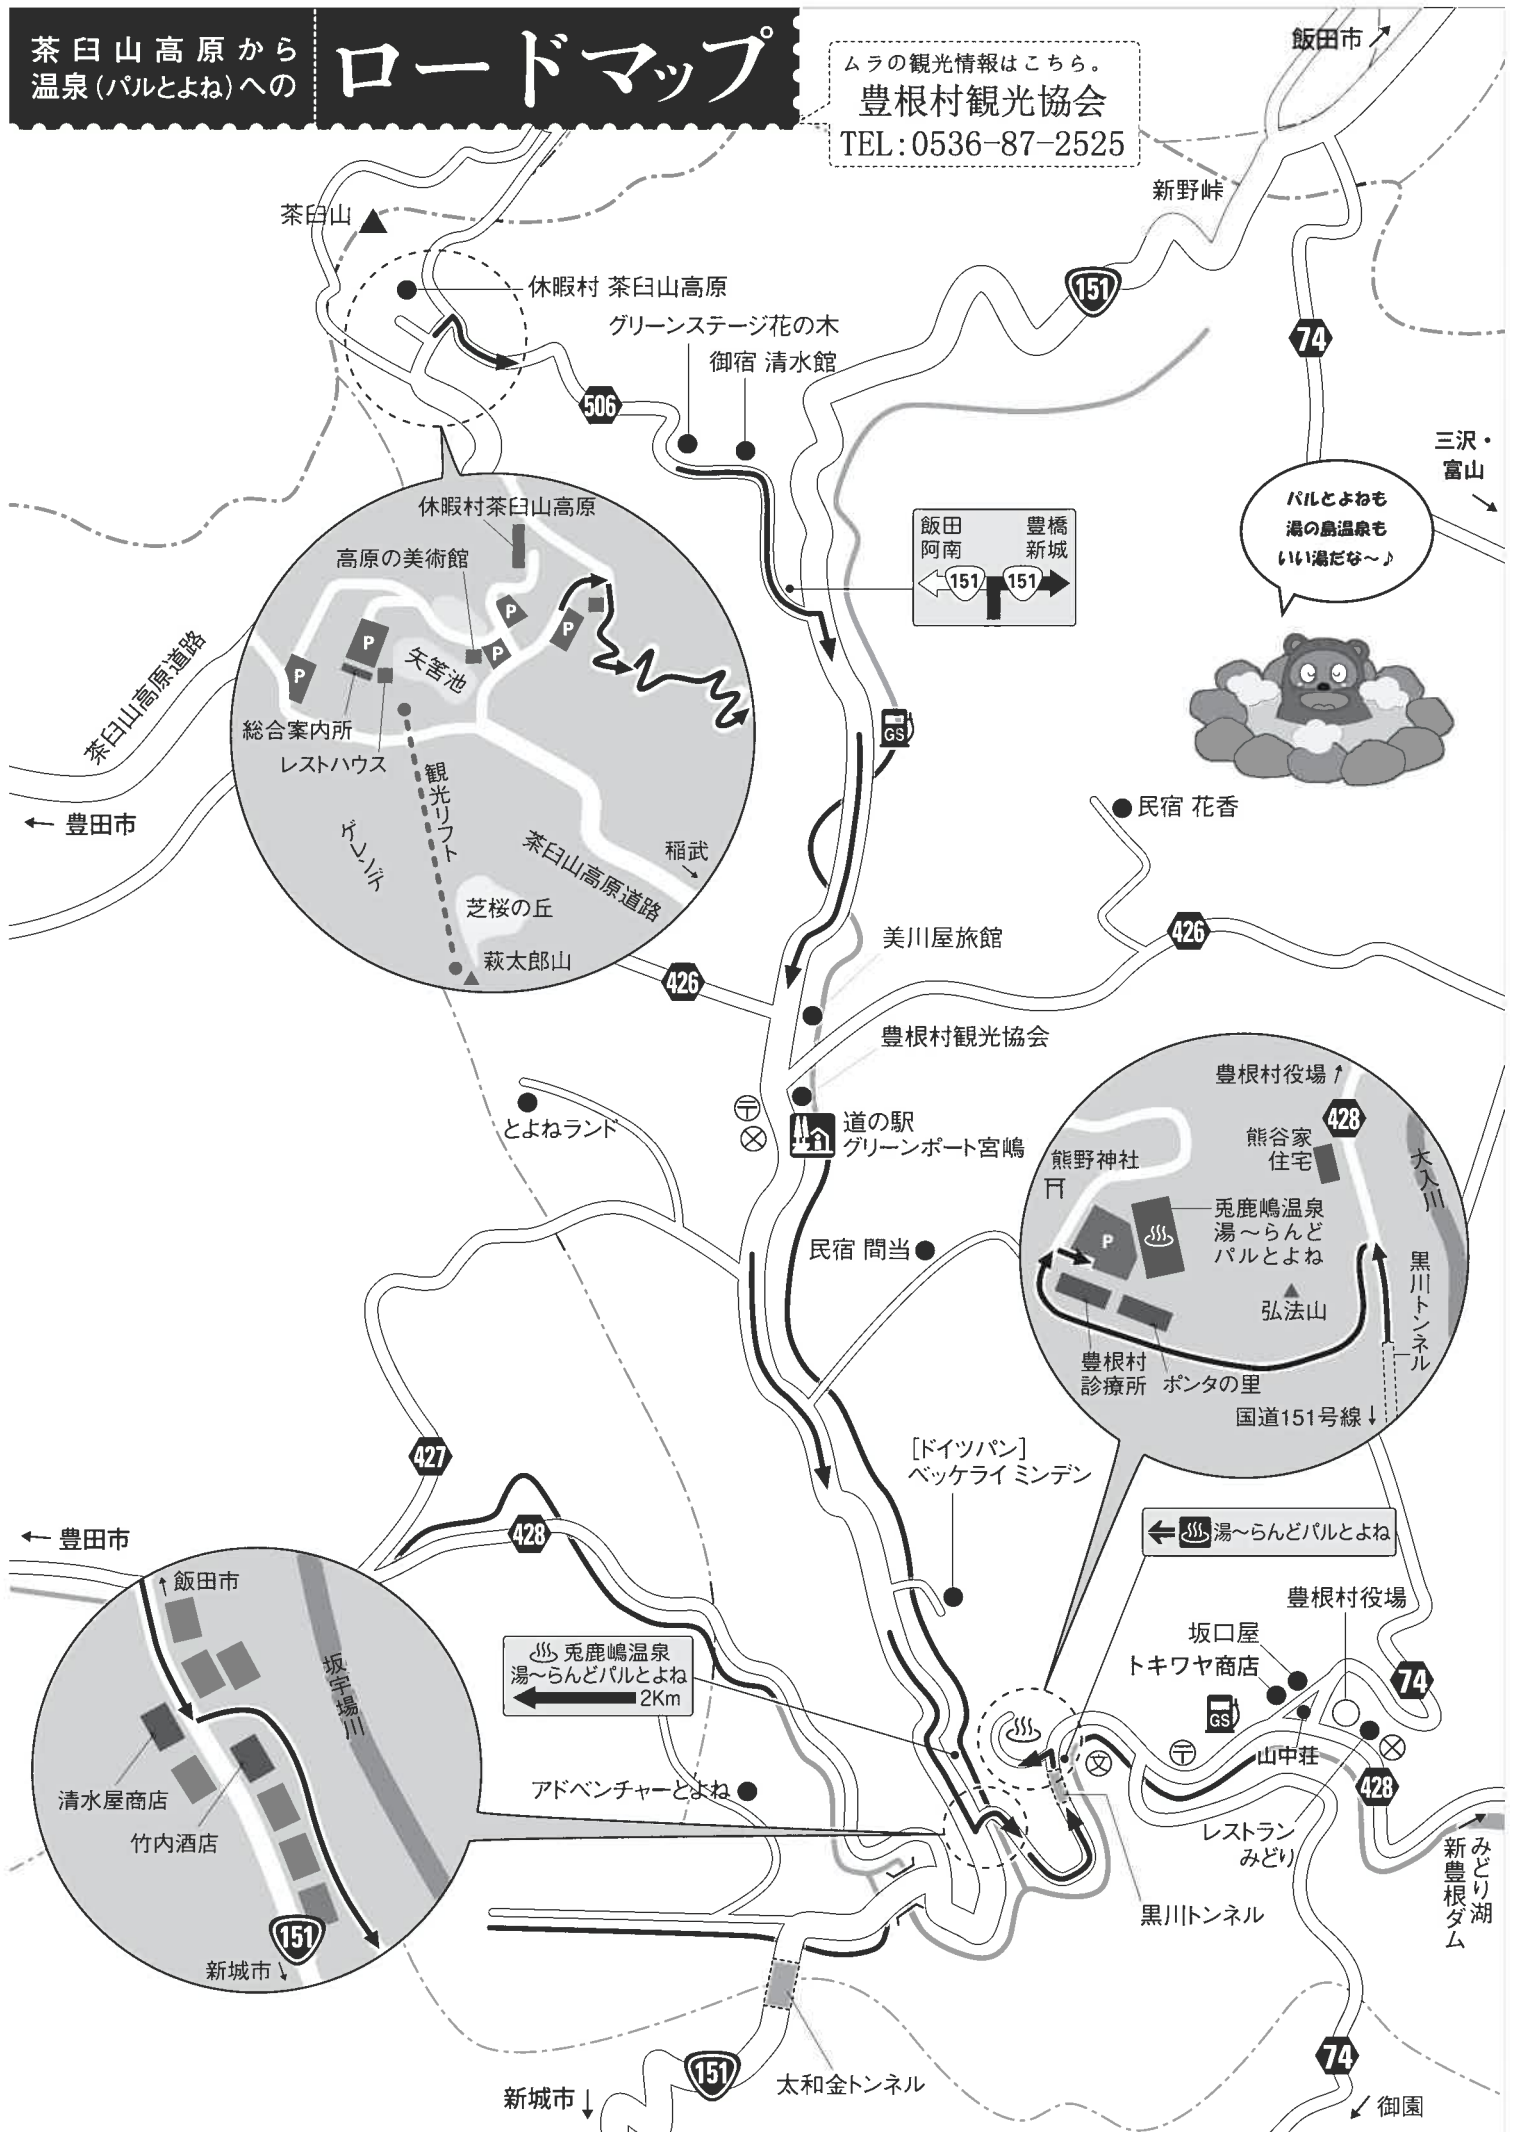 茶臼山高原から
温泉(パルとよね)への
ロードマップ
ムラの観光情報はこちら。
豊根村観光協会
TEL:0536-87-2525
飯田市
新野峠
茶臼山
休暇村 茶臼山高原
グリーンステージ花の木
御宿 清水館
151
74
506
三沢・
富山
パルとよねも
湯の島温泉も
いい湯だな〜♪
飯田
阿南
豊橋
新城
151
151
休暇村茶臼山高原
高原の美術館
P
P
P
P
P
矢筈池
総合案内所
レストハウス
観光リフト
ゲレンデ
茶臼山高原道路
稲武
芝桜の丘
萩太郎山
茶臼山高原道路
← 豊田市
GS
民宿 花香
426
美川屋旅館
426
豊根村観光協会
とよねランド
道の駅
グリーンポート宮嶋
民宿 間当
豊根村役場
428
熊谷家
住宅
大入川
熊野神社
P
兎鹿嶋温泉
湯〜らんど
パルとよね
弘法山
黒川トンネル
豊根村
診療所
ポンタの里
国道151号線
427
[ドイツパン]
ベッケライ ミンデン
428
← 豊田市
湯〜らんどパルとよね
飯田市
坂宇場川
清水屋商店
竹内酒店
151
新城市
兎鹿嶋温泉
湯〜らんどパルとよね
2Km
豊根村役場
坂口屋
トキワヤ商店
74
GS
山中荘
文
428
アドベンチャーとよね
レストラン
みどり
みどり湖
新豊根ダム
黒川トンネル
太和金トンネル
151
新城市↓
74
御園